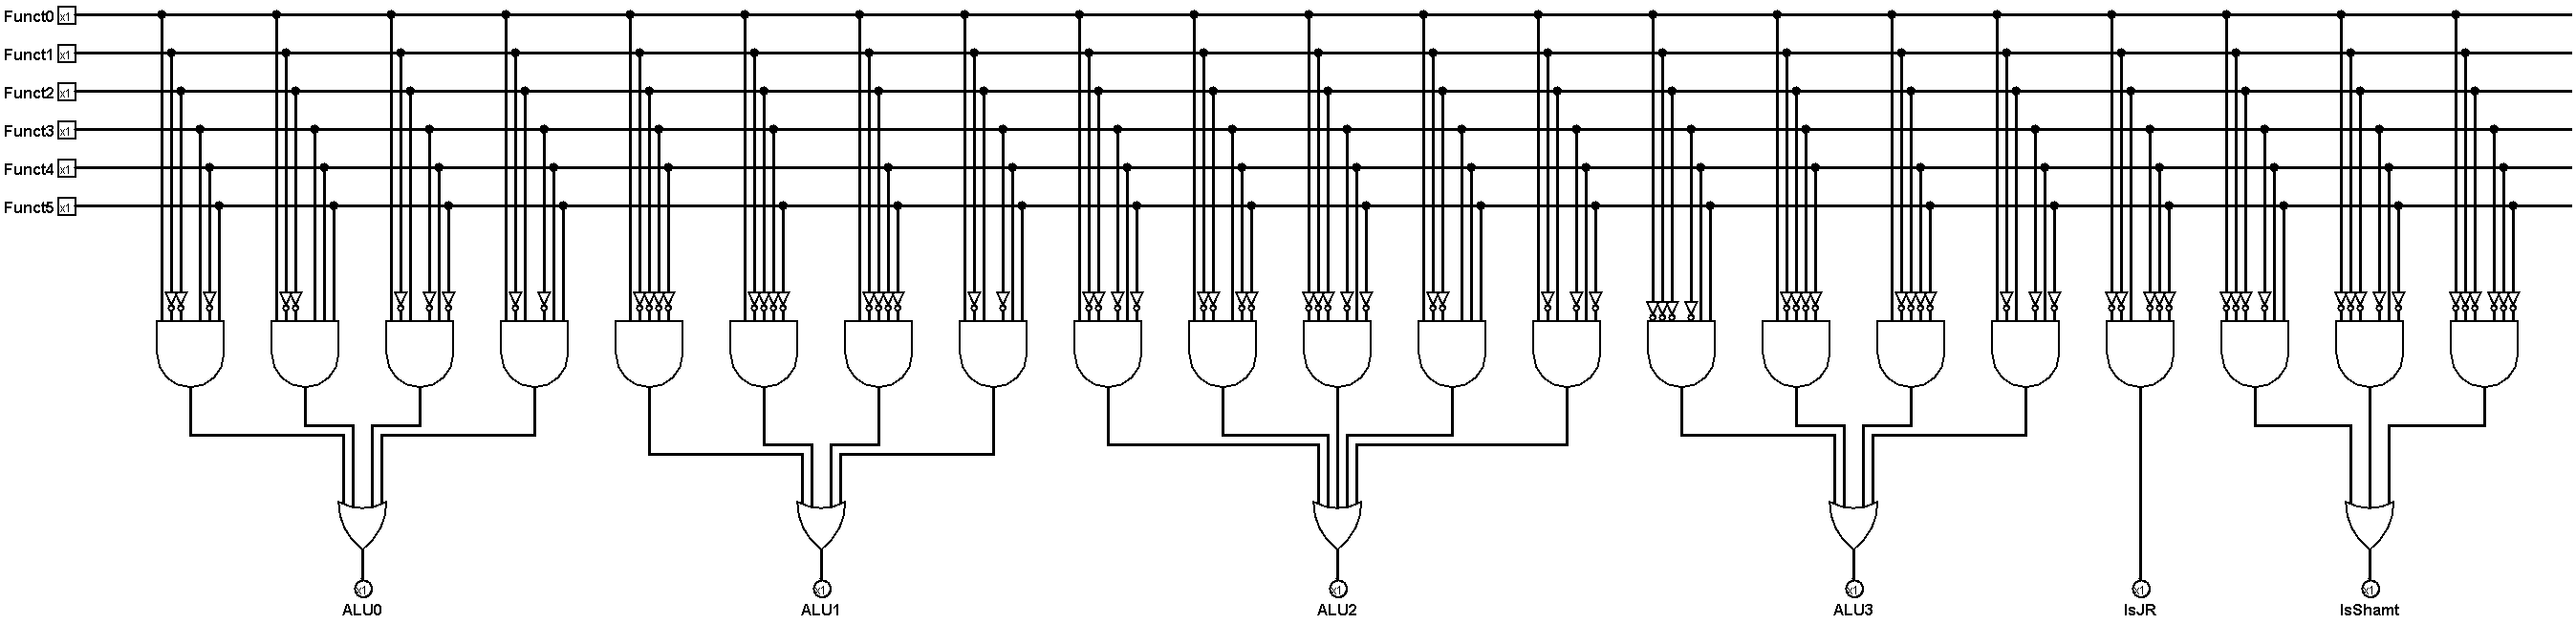 Funct0 x1
Funct1 x1
Funct2 x1
Funct3 x1
Funct4 x1
Funct5 x1
x1 x1 x1 x1 x1 x1
ALU0 ALU1 ALU2 ALU3 IsJR IsShamt